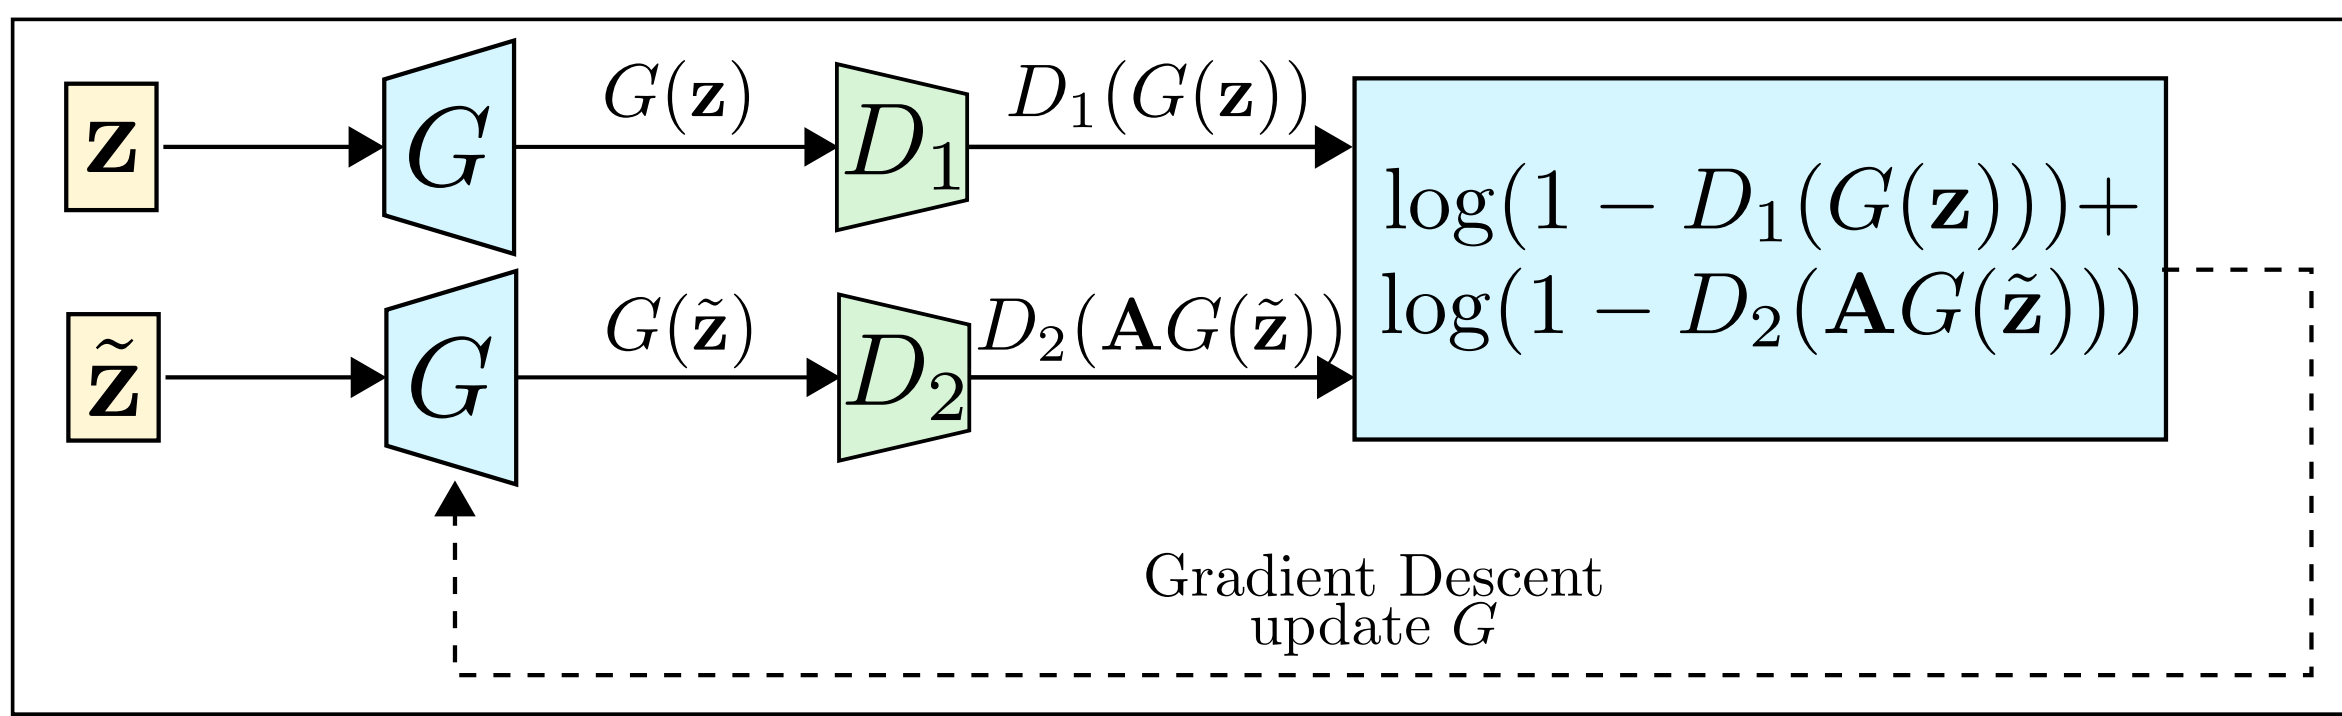 z
G
G(z)
D₁
D₁(G(z))
log(1 − D₁(G(z)))+
log(1 − D₂(AG(z̃)))
z̃
G
G(z̃)
D₂
D₂(AG(z̃))
Gradient Descent
update G